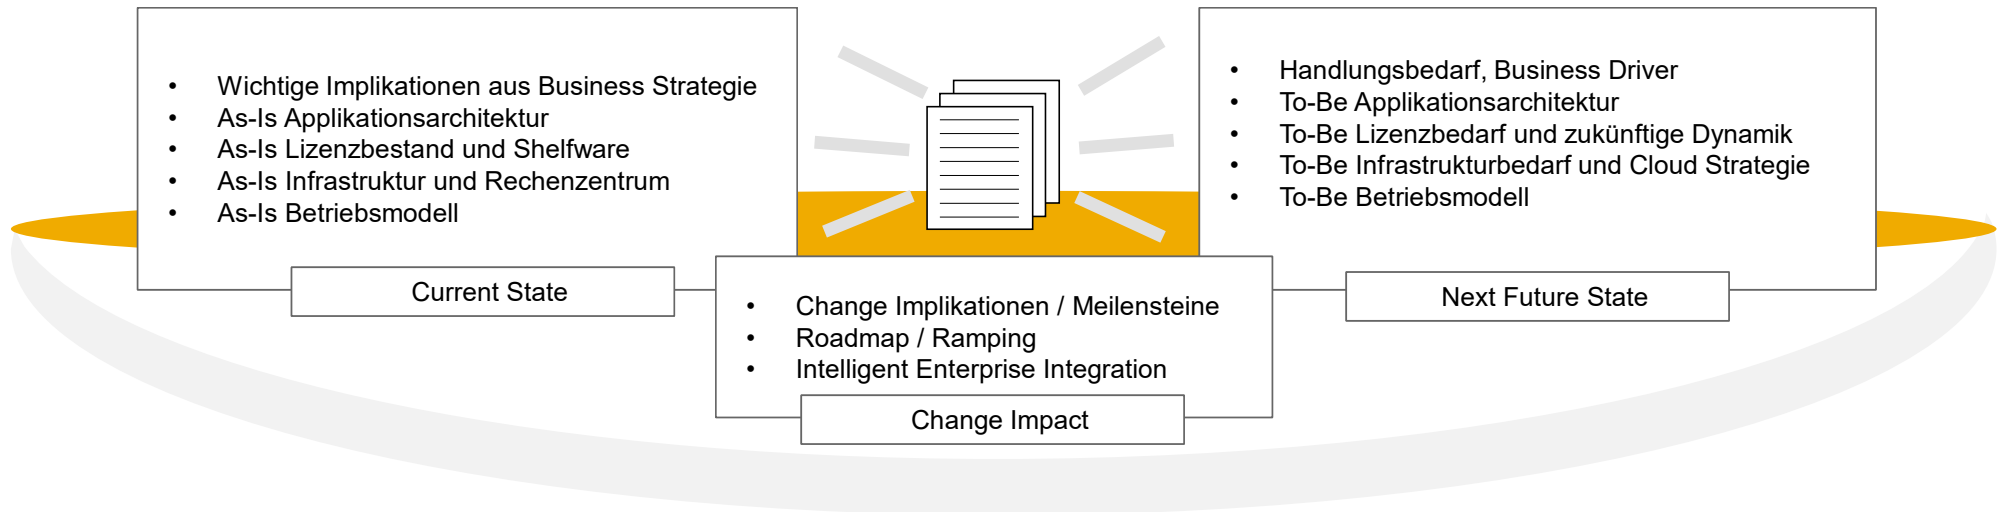 • Wichtige Implikationen aus Business Strategie
• As-Is Applikationsarchitektur
• As-Is Lizenzbestand und Shelfware
• As-Is Infrastruktur und Rechenzentrum
• As-Is Betriebsmodell
Current State
• Change Implikationen / Meilensteine
• Roadmap / Ramping
• Intelligent Enterprise Integration
Change Impact
• Handlungsbedarf, Business Driver
• To-Be Applikationsarchitektur
• To-Be Lizenzbedarf und zukünftige Dynamik
• To-Be Infrastrukturbedarf und Cloud Strategie
• To-Be Betriebsmodell
Next Future State